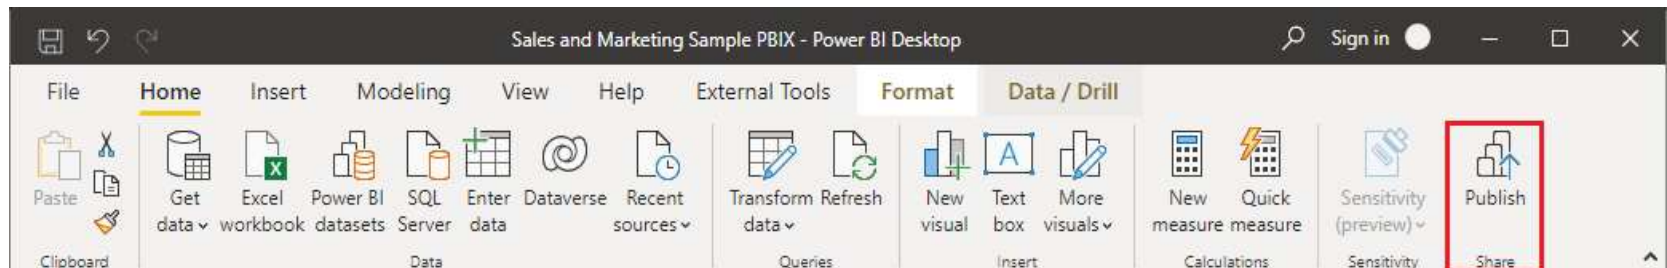 Sales and Marketing Sample PBIX - Power BI Desktop
Sign in
File Home Insert Modeling View Help External Tools Format Data / Drill
Paste Get Excel Power BI SQL Enter Dataverse Recent Transform Refresh New Text More New Quick Sensitivity Publish
data workbook datasets Server data sources data visual box visuals measure measure (preview)
Clipboard Data Queries Insert Calculations Sensitivity Share